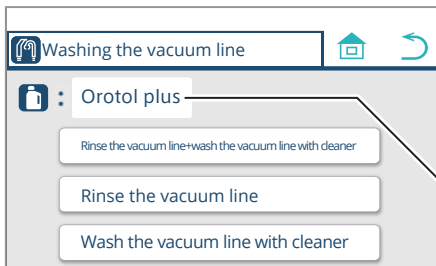 Washing the vacuum line
: Orotol plus
Rinse the vacuum line+wash the vacuum line with cleaner
Rinse the vacuum line
Wash the vacuum line with cleaner